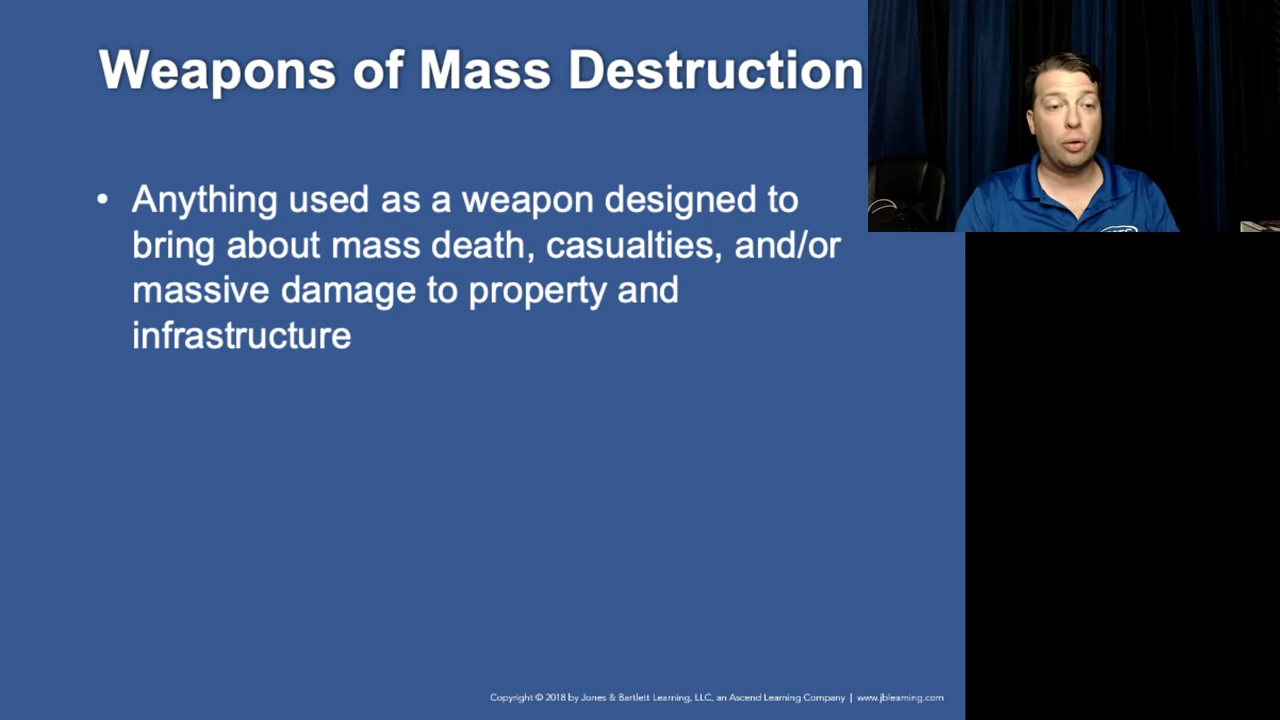 Weapons of Mass Destruction
• Anything used as a weapon designed to
bring about mass death, casualties, and/or
massive damage to property and
infrastructure
Copyright © 2018 by Jones & Bartlett Learning, LLC, an Ascend Learning Company | www.jblearning.com